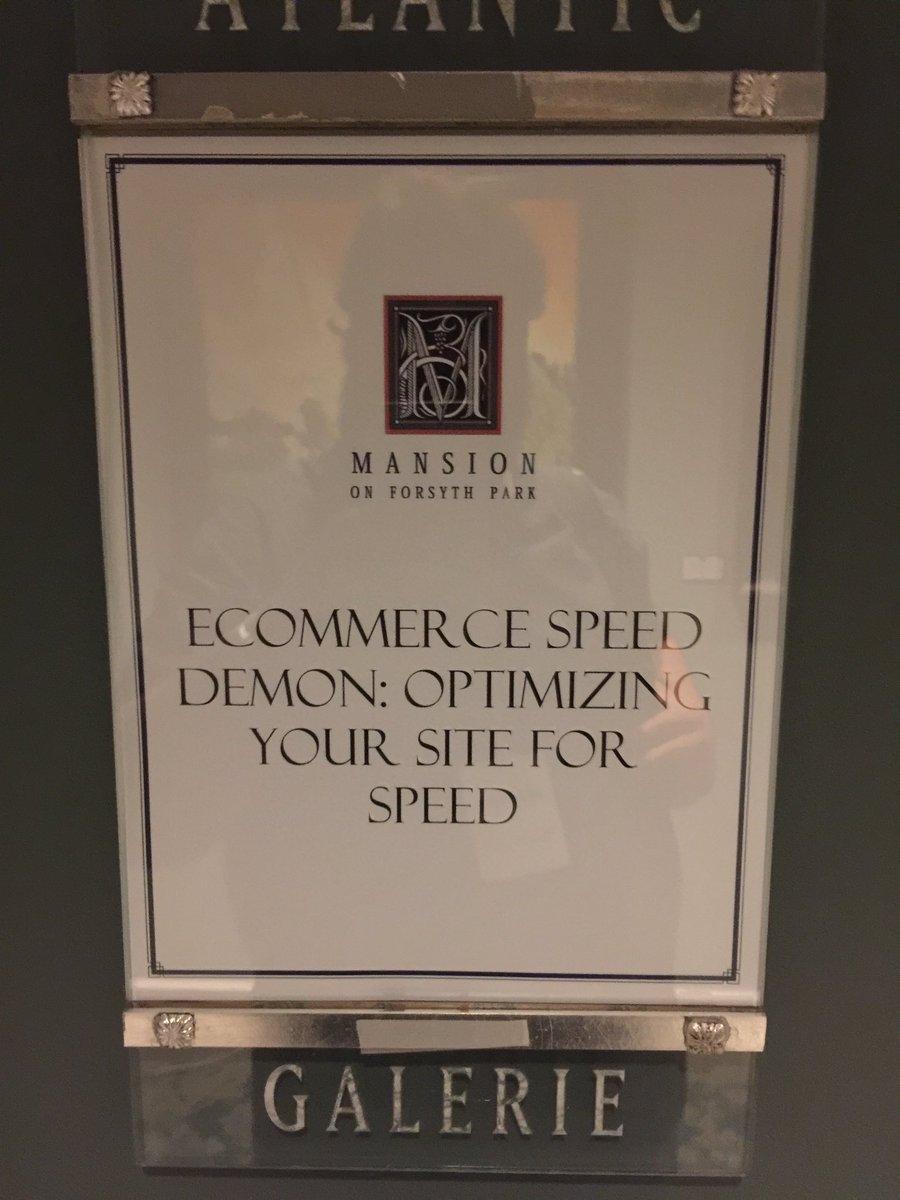 ATLANTIC
MANSION
ON FORSYTH PARK
ECOMMERCE SPEED
DEMON: OPTIMIZING
YOUR SITE FOR
SPEED
GALERIE